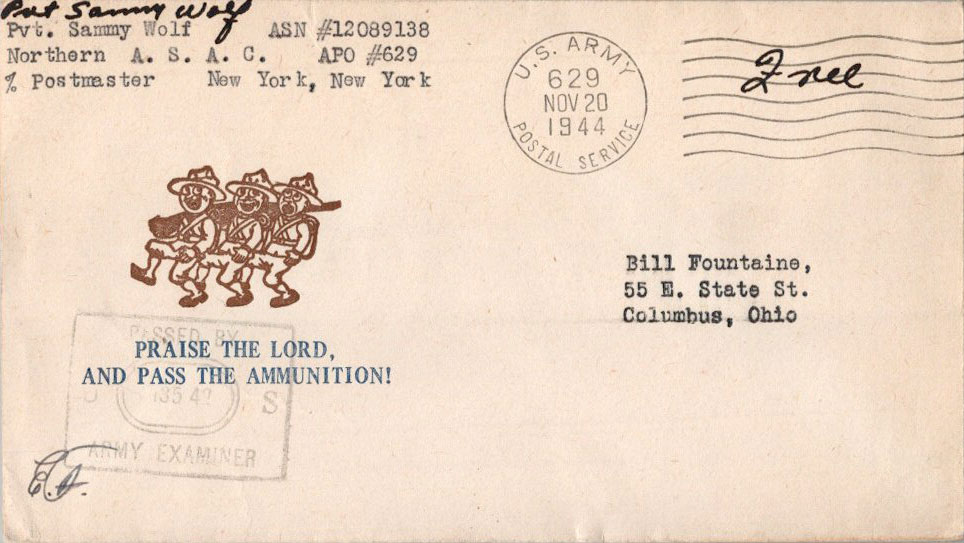 Pvt Sammy Wolf
Pvt. Sammy Wolf ASN #12089138
Northern A. S. A. C. APO #629
% Postmaster New York, New York
U.S. ARMY
629
NOV 20
1944
POSTAL SERVICE
Free
Bill Fountaine,
55 E. State St.
Columbus, Ohio
PASSED BY
PRAISE THE LORD,
AND PASS THE AMMUNITION!
U S
ARMY EXAMINER